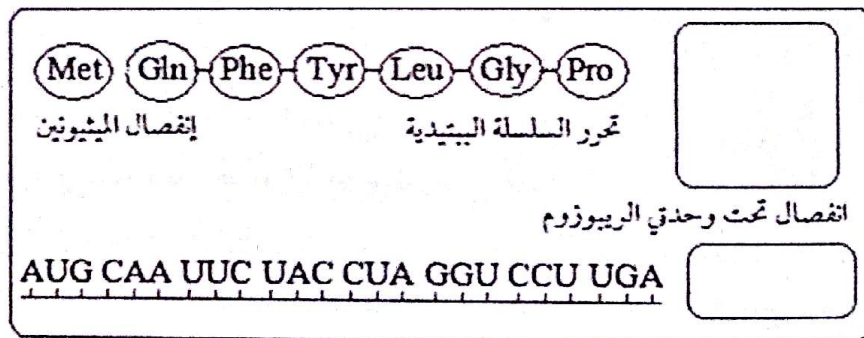 Met Gln Phe Tyr Leu Gly Pro
تحرر السلسلة الببتيدية إنفصال الميثيونين
انفصال تحت وحدتي الريبوزوم
AUG CAA UUC UAC CUA GGU CCU UGA